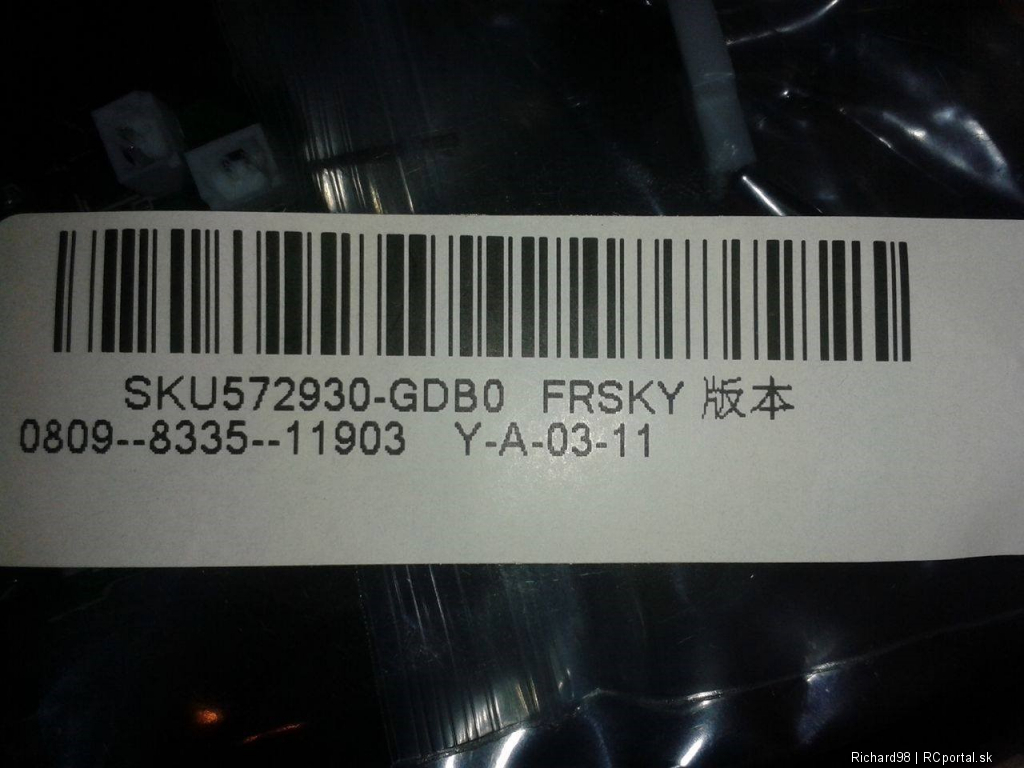 SKU572930-GDB0 FRSKY 版本
0809--8335--11903 Y-A-03-11
Richard98 | RCportal.sk